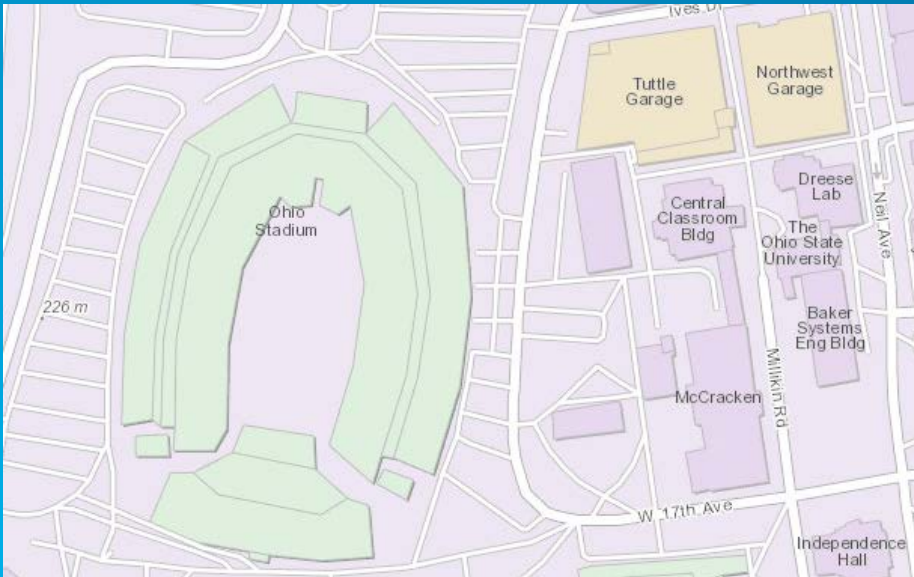 Ives Dr
Tuttle
Garage
Northwest
Garage
Dreese
Lab
Neil Ave
Central
Classroom
Bldg
Ohio
Stadium
The
Ohio State
University
226 m
Baker
Systems
Eng Bldg
Millikin Rd
McCracken
W 17th Ave
Independence
Hall